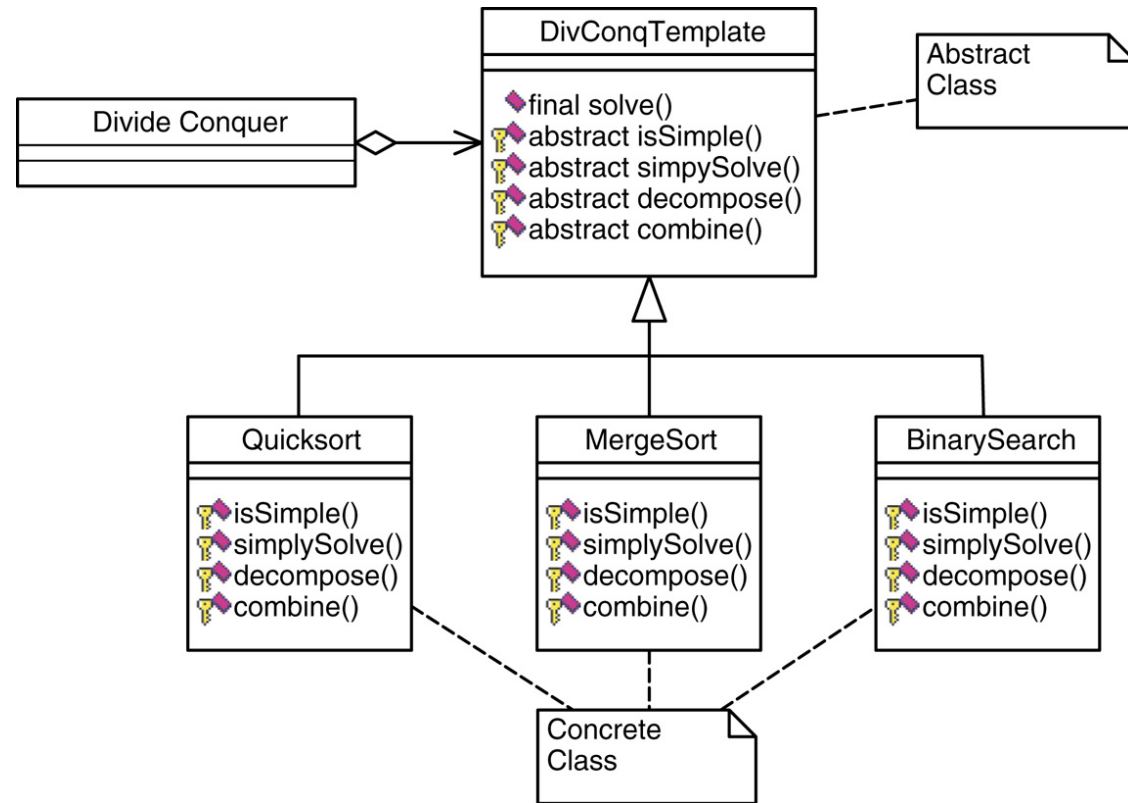 DivConqTemplate
final solve()
abstract isSimple()
abstract simpySolve()
abstract decompose()
abstract combine()
Abstract
Class
Divide Conquer
Quicksort
isSimple()
simplySolve()
decompose()
combine()
MergeSort
isSimple()
simplySolve()
decompose()
combine()
BinarySearch
isSimple()
simplySolve()
decompose()
combine()
Concrete
Class